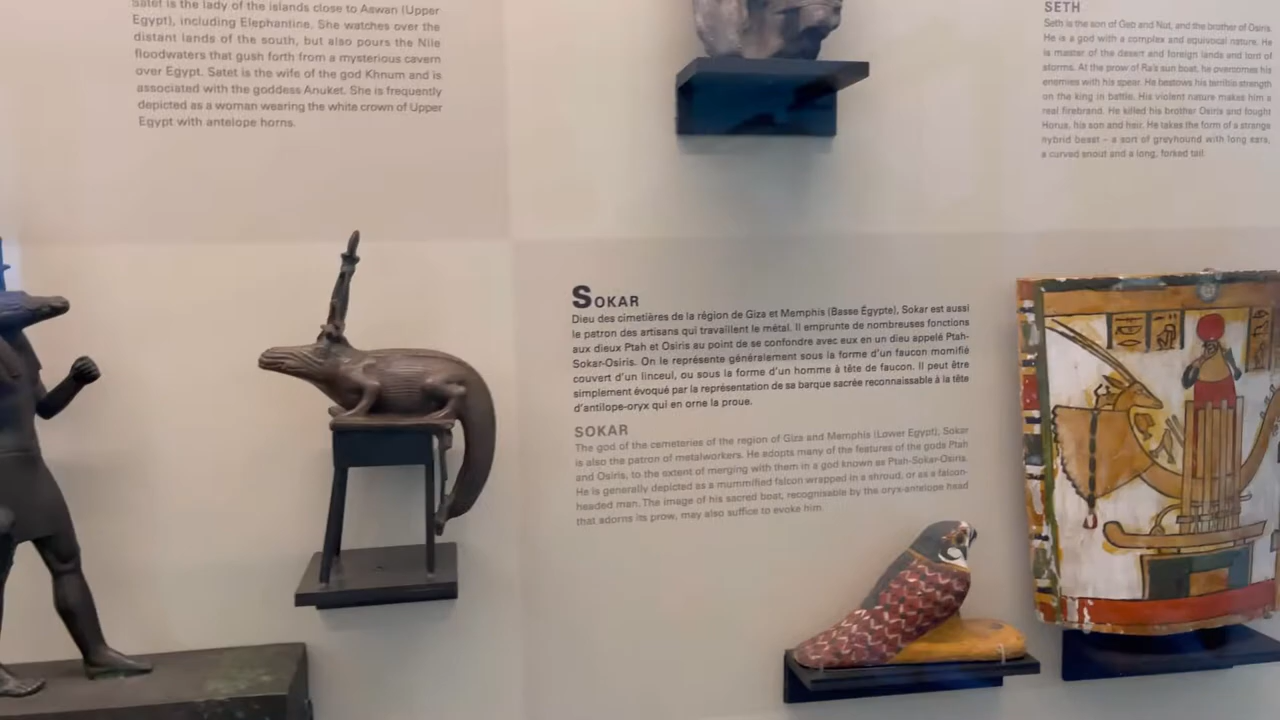 Satet is the lady of the islands close to Aswan (Upper
Egypt), including Elephantine. She watches over the
distant lands of the south, but also pours the Nile
floodwaters that gush forth from a mysterious cavern
over Egypt. Satet is the wife of the god Khnum and is
associated with the goddess Anuket. She is frequently
depicted as a woman wearing the white crown of Upper
Egypt with antelope horns.
SETH
Seth is the son of Geb and Nut, and the brother of Osiris.
He is a god with a complex and equivocal nature. He
is master of the desert and foreign lands and lord of
storms. At the prow of Ra's sun boat, he overcomes his
enemies with his spear. He bestows his terrible strength
on the king in battle. His violent nature makes him a
real firebrand. He killed his brother Osiris and fought
Horus, his son and heir. He takes the form of a strange
hybrid beast – a sort of greyhound with long ears,
a curved snout and a long, forked tail.
SOKAR
Dieu des cimetières de la région de Giza et Memphis (Basse Égypte), Sokar est aussi
le patron des artisans qui travaillent le métal. Il emprunte de nombreuses fonctions
aux dieux Ptah et Osiris au point de se confondre avec eux en un dieu appelé Ptah-
Sokar-Osiris. On le représente généralement sous la forme d'un faucon momifié
couvert d'un linceul, ou sous la forme d'un homme à tête de faucon. Il peut être
simplement évoqué par la représentation de sa barque sacrée reconnaissable à la tête
d'antilope-oryx qui en orne la proue.
SOKAR
The god of the cemeteries of the region of Giza and Memphis (Lower Egypt), Sokar
is also the patron of metalworkers. He adopts many of the features of the gods Ptah
and Osiris, to the extent of merging with them in a god known as Ptah-Sokar-Osiris.
He is generally depicted as a mummified falcon wrapped in a shroud, or as a falcon-
headed man. The image of his sacred boat, recognisable by the oryx-antelope head
that adorns its prow, may also suffice to evoke him.